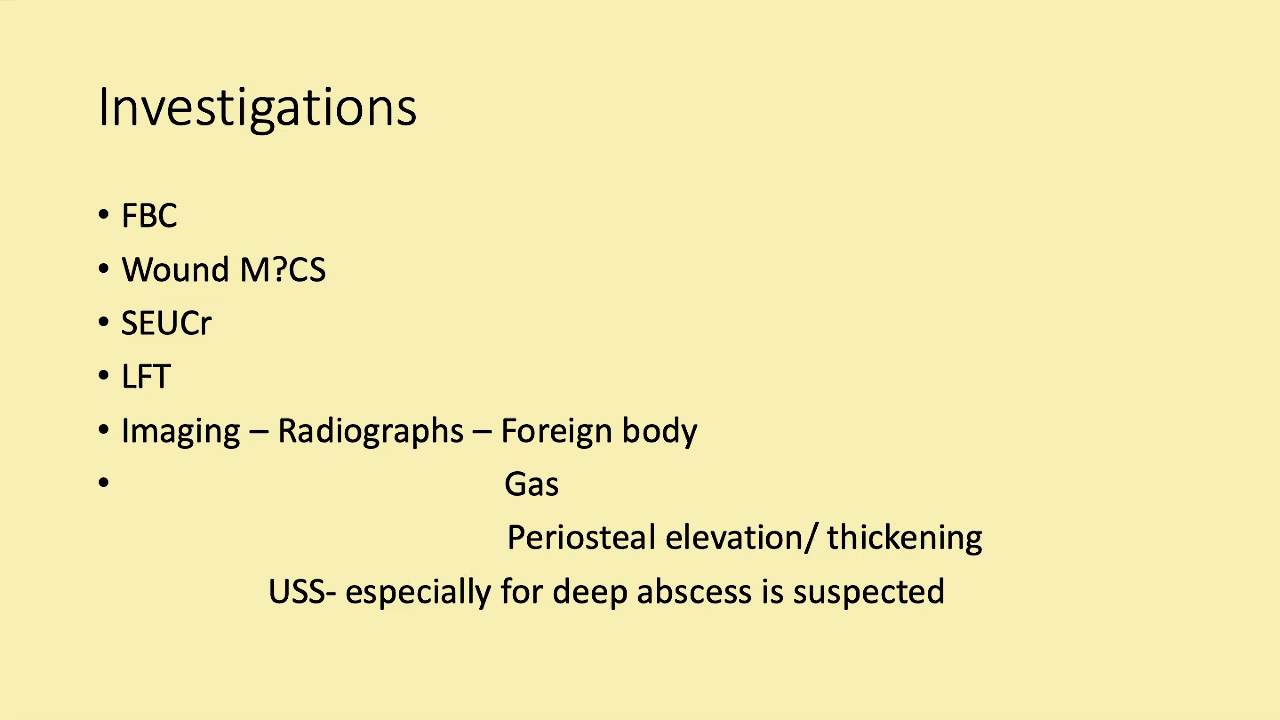 Investigations
• FBC
• Wound M?CS
• SEUCr
• LFT
• Imaging – Radiographs – Foreign body
• Gas
Periosteal elevation/ thickening
USS- especially for deep abscess is suspected